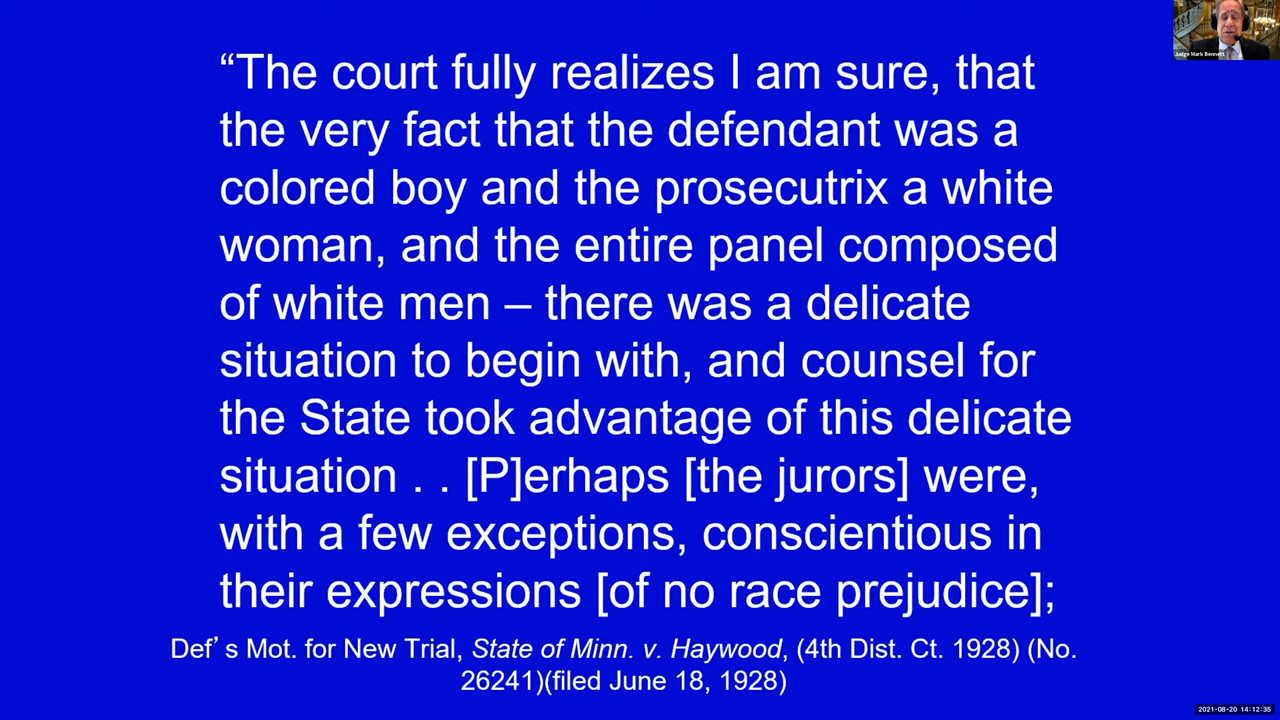 Judge Mark Bennett
“The court fully realizes I am sure, that
the very fact that the defendant was a
colored boy and the prosecutrix a white
woman, and the entire panel composed
of white men – there was a delicate
situation to begin with, and counsel for
the State took advantage of this delicate
situation . . [P]erhaps [the jurors] were,
with a few exceptions, conscientious in
their expressions [of no race prejudice];
Def’s Mot. for New Trial, State of Minn. v. Haywood, (4th Dist. Ct. 1928) (No.
26241)(filed June 18, 1928)
2021-08-20 14:12:35